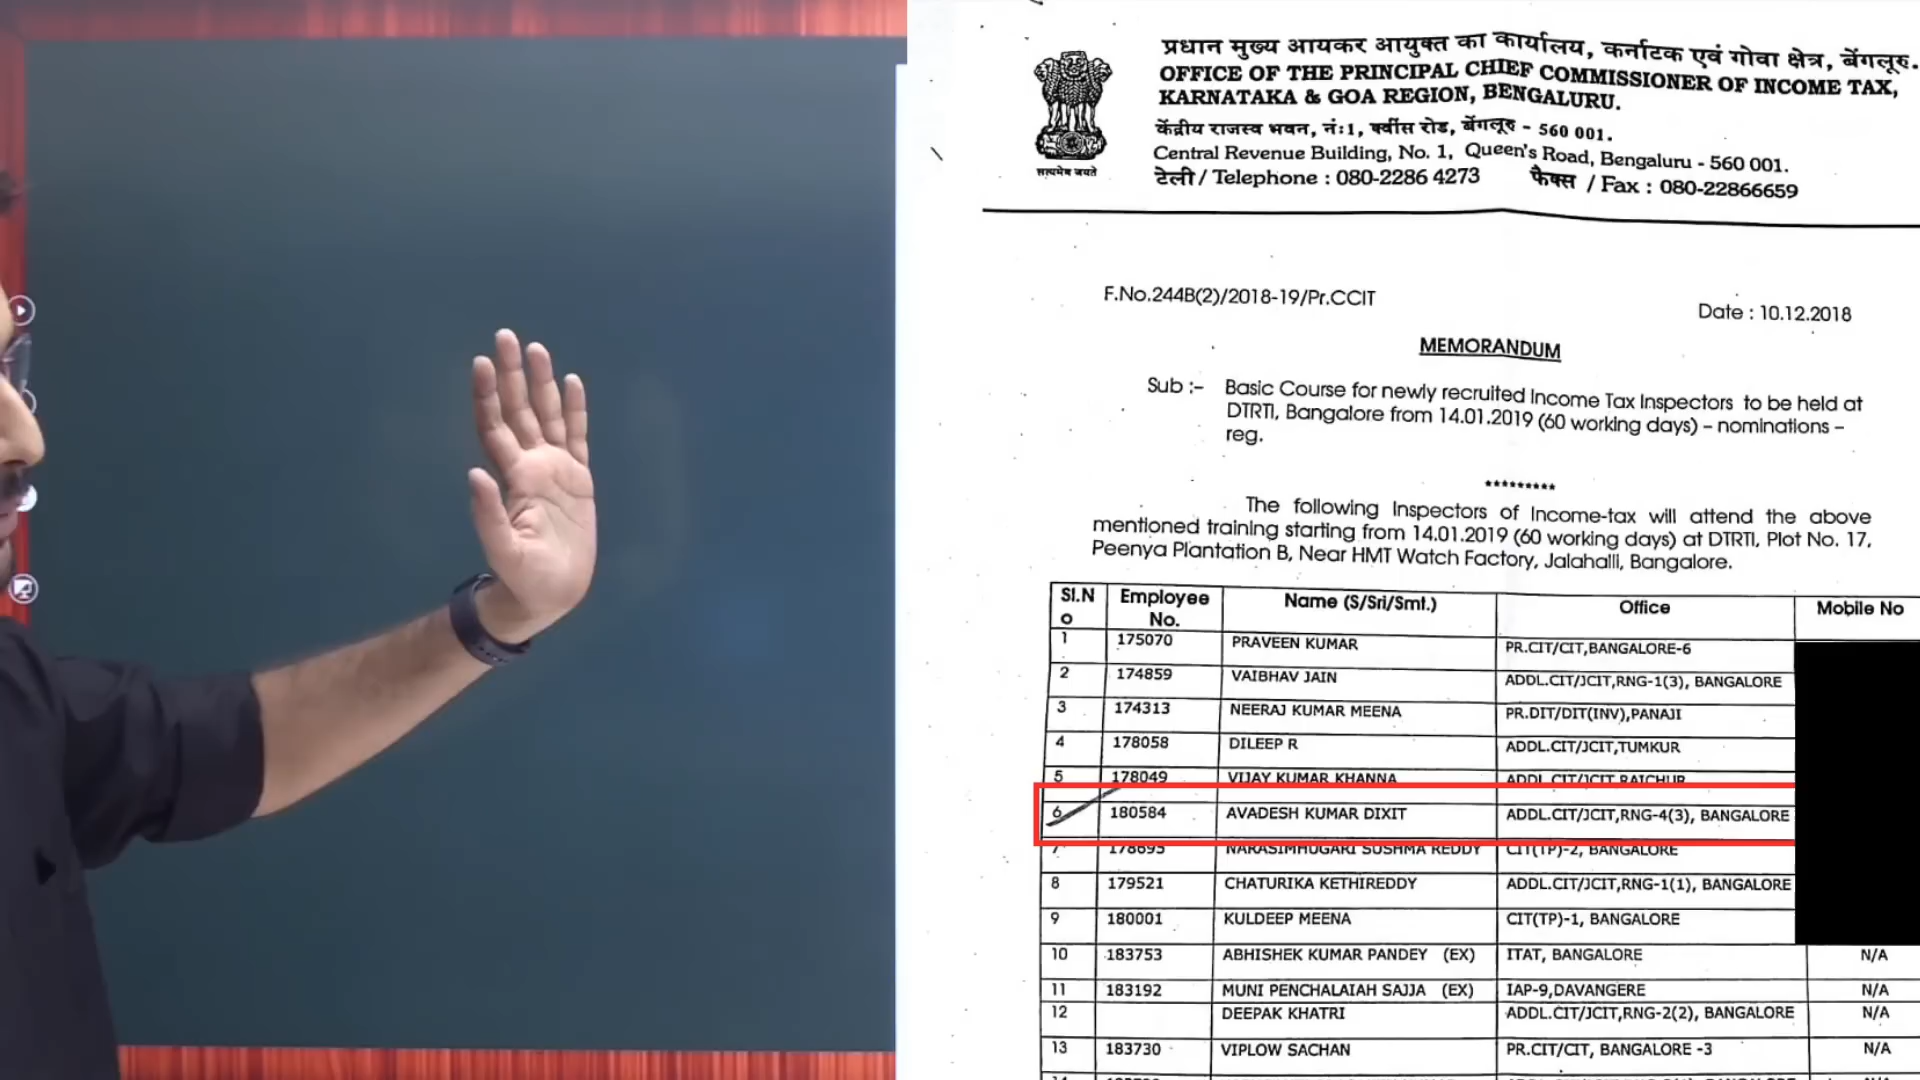 प्रधान मुख्य आयकर आयुक्त का कार्यालय, कर्नाटक एवं गोवा क्षेत्र, बेंगलूरु.
OFFICE OF THE PRINCIPAL CHIEF COMMISSIONER OF INCOME TAX,
KARNATAKA & GOA REGION, BENGALURU.
केंद्रीय राजस्व भवन, नं:1, क्वींस रोड, बेंगलूरु - 560 001.
Central Revenue Building, No. 1, Queen's Road, Bengaluru - 560 001.
सत्यमेव जयते
टेली / Telephone : 080-2286 4273 फैक्स / Fax : 080-22866659
F.No.244B(2)/2018-19/Pr.CCIT
Date : 10.12.2018
MEMORANDUM
Sub :- Basic Course for newly recruited Income Tax Inspectors to be held at
DTRTI, Bangalore from 14.01.2019 (60 working days) – nominations –
reg.
*********
The following Inspectors of Income-tax will attend the above
mentioned training starting from 14.01.2019 (60 working days) at DTRTI, Plot No. 17,
Peenya Plantation B, Near HMT Watch Factory, Jalahalli, Bangalore.
Sl.No Employee No. Name (S/Sri/Smt.) Office Mobile No
1 175070 PRAVEEN KUMAR PR.CIT/CIT,BANGALORE-6
2 174859 VAIBHAV JAIN ADDL.CIT/JCIT,RNG-1(3), BANGALORE
3 174313 NEERAJ KUMAR MEENA PR.DIT/DIT(INV),PANAJI
4 178058 DILEEP R ADDL.CIT/JCIT,TUMKUR
5 178049 VIJAY KUMAR KHANNA ADDL.CIT/JCIT,RAICHUR
6 180584 AVADESH KUMAR DIXIT ADDL.CIT/JCIT,RNG-4(3), BANGALORE
7 178695 NARASIMHUGARI SUSHMA REDDY CIT(TP)-2, BANGALORE
8 179521 CHATURIKA KETHIREDDY ADDL.CIT/JCIT,RNG-1(1), BANGALORE
9 180001 KULDEEP MEENA CIT(TP)-1, BANGALORE
10 183753 ABHISHEK KUMAR PANDEY (EX) ITAT, BANGALORE N/A
11 183192 MUNI PENCHALAIAH SAJJA (EX) IAP-9,DAVANGERE N/A
12 DEEPAK KHATRI ADDL.CIT/JCIT,RNG-2(2), BANGALORE N/A
13 183730 VIPLOW SACHAN PR.CIT/CIT, BANGALORE -3 N/A